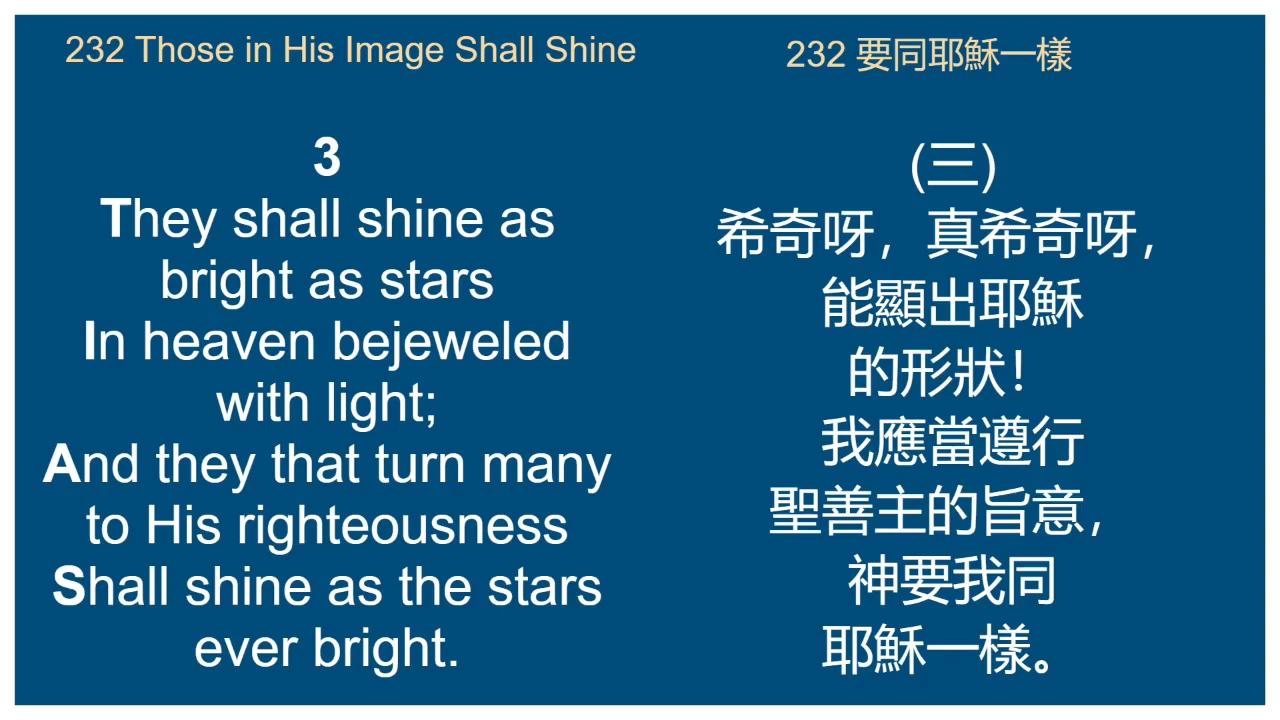 232 Those in His Image Shall Shine
3
They shall shine as
bright as stars
In heaven bejeweled
with light;
And they that turn many
to His righteousness
Shall shine as the stars
ever bright.
232 要同耶穌一樣
(三)
希奇呀，真希奇呀，
能顯出耶穌
的形狀！
我應當遵行
聖善主的旨意，
神要我同
耶穌一樣。